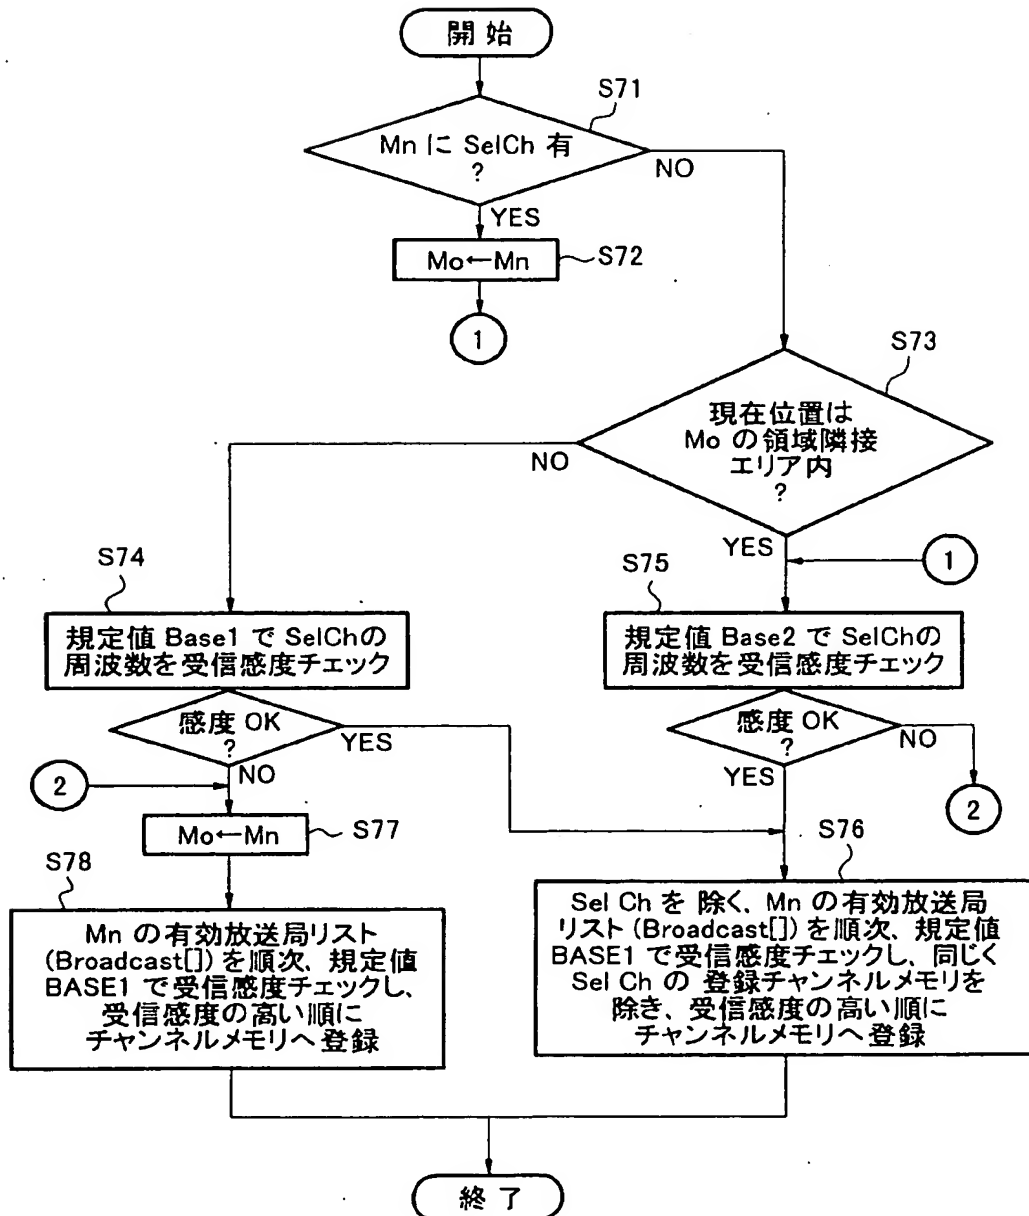 開始
S71
Mn に SelCh 有
?
NO
YES
Mo←Mn
S72
1
S73
現在位置は
Mo の領域隣接
エリア内
?
NO
YES
1
S74
規定値 Base1 で SelChの
周波数を受信感度チェック
S75
規定値 Base2 で SelChの
周波数を受信感度チェック
感度 OK
?
YES
NO
感度 OK
?
NO
YES
2
2
Mo←Mn
S77
S78
Mn の有効放送局リスト
(Broadcast[]) を順次、規定値
BASE1 で受信感度チェックし、
受信感度の高い順に
チャンネルメモリへ登録
S76
Sel Ch を 除く、Mn の有効放送局
リスト (Broadcast[]) を順次、規定値
BASE1 で受信感度チェックし、同じく
Sel Ch の 登録チャンネルメモリを
除き、受信感度の高い順に
チャンネルメモリへ登録
終了